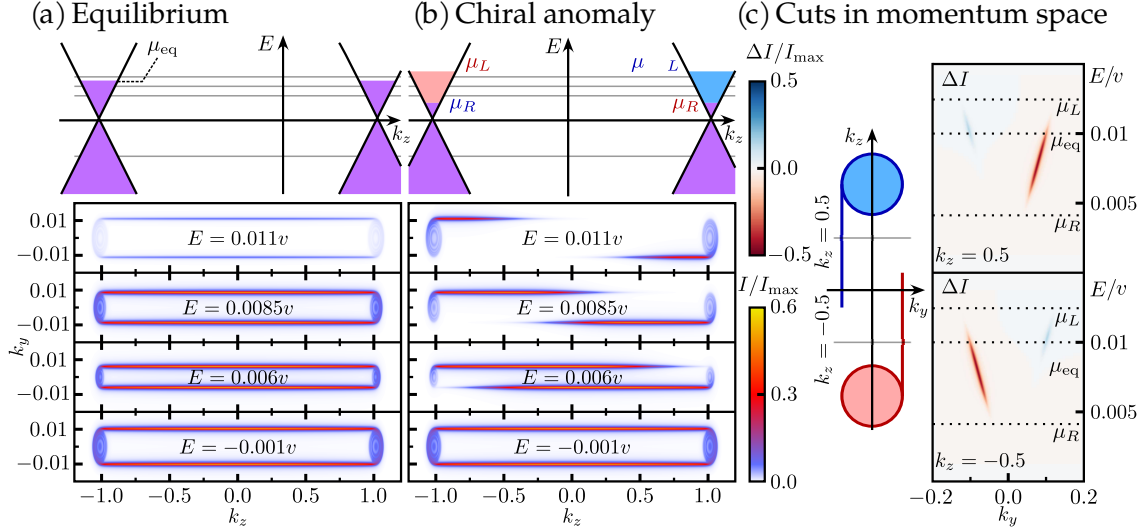 (a) Equilibrium
(b) Chiral anomaly
(c) Cuts in momentum space
μeq
E
kz
μL
μR
E
μ L
μR
kz
ΔI/Imax
0.5
0.0
−0.5
I/Imax
0.6
0.3
0.0
0.01
−0.01
0.01
−0.01
0.01
−0.01
0.01
−0.01
ky
E = 0.011v
E = 0.0085v
E = 0.006v
E = −0.001v
−1.0
−0.5
0.0
0.5
1.0
kz
E = 0.011v
E = 0.0085v
E = 0.006v
E = −0.001v
−1.0
−0.5
0.0
0.5
1.0
kz
kz
ky
kz = 0.5
kz = −0.5
ΔI
E/v
μL
0.01
μeq
0.005
μR
kz = 0.5
ΔI
E/v
μL
0.01
μeq
0.005
μR
kz = −0.5
−0.2
0.0
0.2
ky